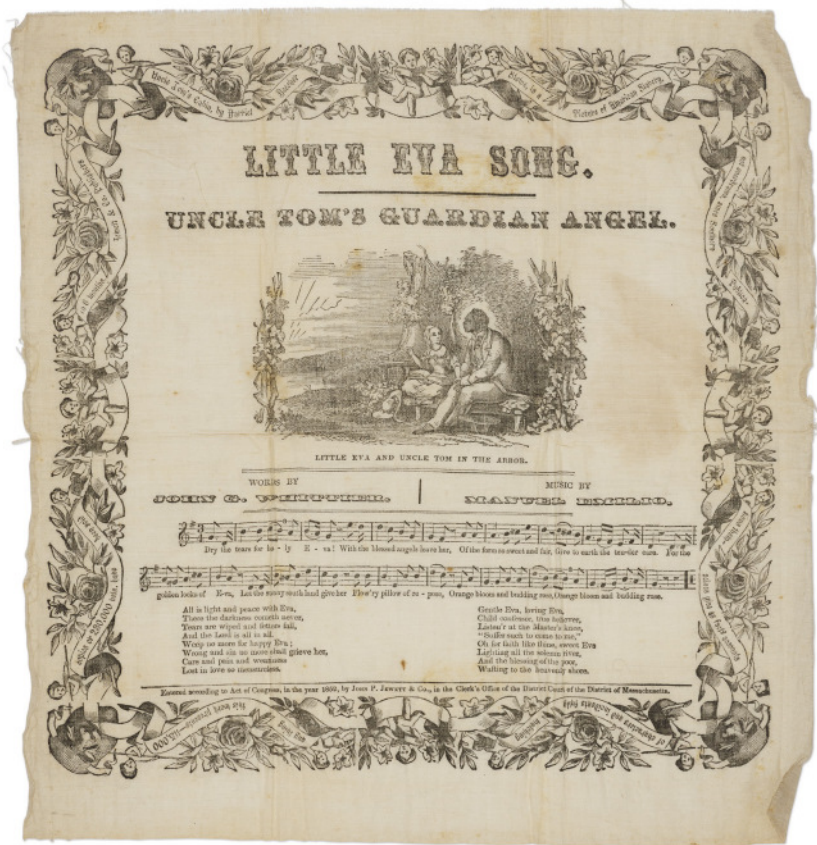 Uncle Tom's Cabin, by Harriet Beecher Stowe, is a Picture of American Slavery.
LITTLE EVA SONG.
UNCLE TOM'S GUARDIAN ANGEL.
LITTLE EVA AND UNCLE TOM IN THE ARBOR.
WORDS BY
JOHN G. WHITTIER.
MUSIC BY
MANUEL EMILIO.
Dry the tears for ho - ly E - va! With the blessed angels leave her, Of the form so sweet and fair, Give to earth the tender care. For the
golden locks of E-va, Let the sunny south land give her Flow'ry pillow of re - pose, Orange bloom and budding rose, Orange bloom and budding rose.
All is light and peace with Eva,
There the darkness cometh never,
Tears are wiped and fetters fall,
And the Lord is all in all.
Weep no more for happy Eva;
Wrong and sin no more shall grieve her,
Care and pain and weariness
Lost in love so measureless.
Gentle Eva, loving Eva,
Child confessor, true believer,
Listen'r at the Master's knee,
"Suffer such to come to me."
Oh for faith like thine, sweet Eva
Lighting all the solemn river,
And the blessing of the poor,
Wafting to the heavenly shore.
Entered according to Act of Congress, in the year 1852, by JOHN P. JEWETT & Co., in the Clerk's Office of the District Court of the District of Massachusetts.